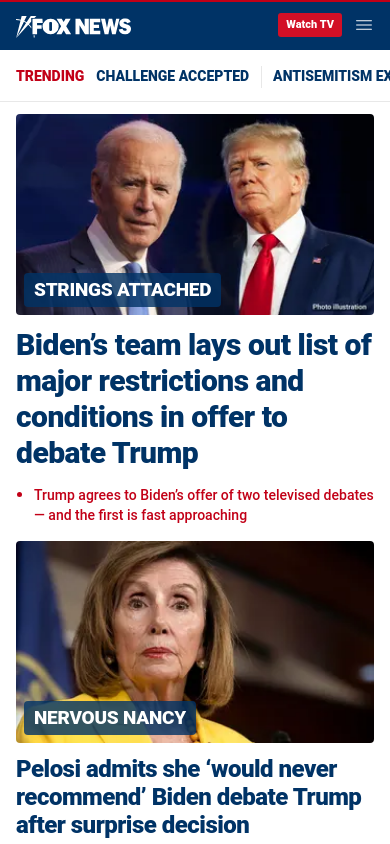 FOX NEWS
Watch TV
TRENDING CHALLENGE ACCEPTED ANTISEMITISM EX
STRINGS ATTACHED
Photo illustration
Biden’s team lays out list of
major restrictions and
conditions in offer to
debate Trump
• Trump agrees to Biden’s offer of two televised debates
— and the first is fast approaching
NERVOUS NANCY
Pelosi admits she ‘would never
recommend’ Biden debate Trump
after surprise decision